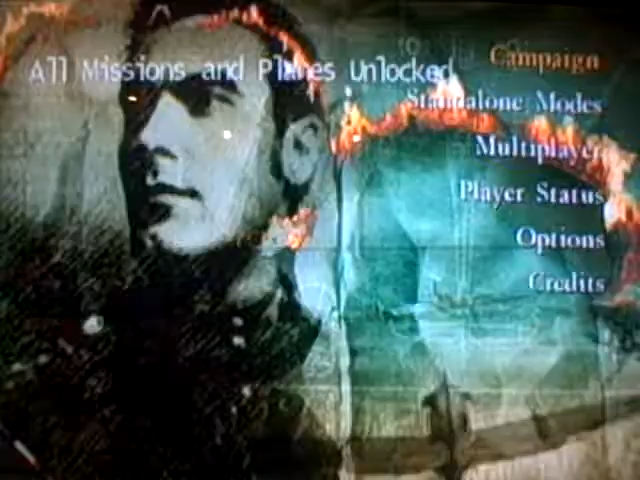 All Missions and Planes Unlocked
Campaign
Standalone Modes
Multiplayer
Player Status
Options
Credits